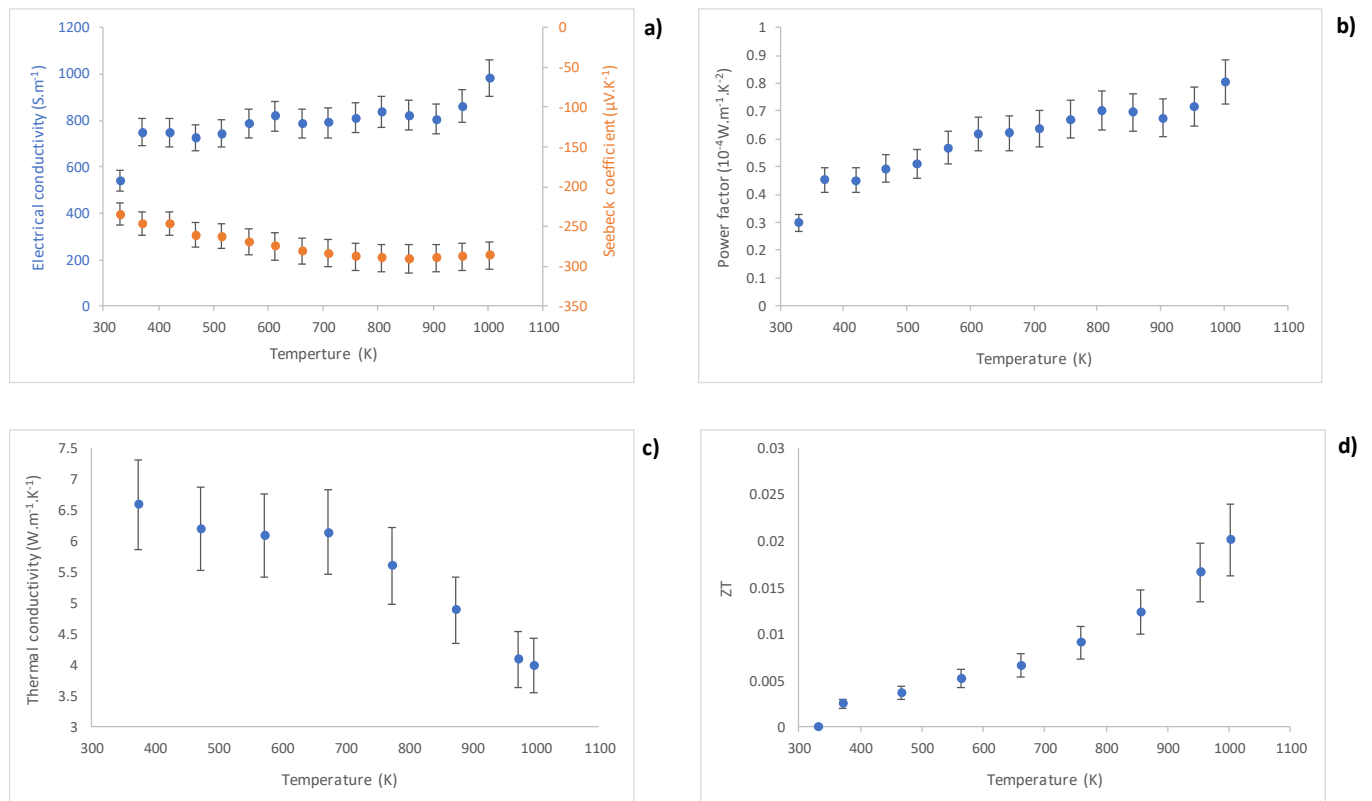 a)
Electrical conductivity (S.m⁻¹)
1200
1000
800
600
400
200
0
0
-50
-100
-150
-200
-250
-300
-350
Seebeck coefficient (µV.K⁻¹)
300 400 500 600 700 800 900 1000 1100
Temperture (K)
b)
Power factor (10⁻⁴W.m⁻¹.K⁻²)
1
0.9
0.8
0.7
0.6
0.5
0.4
0.3
0.2
0.1
0
300 400 500 600 700 800 900 1000 1100
Temperature (K)
c)
Thermal conductivity (W.m⁻¹.K⁻¹)
7.5
7
6.5
6
5.5
5
4.5
4
3.5
3
300 400 500 600 700 800 900 1000 1100
Temperature (K)
d)
ZT
0.03
0.025
0.02
0.015
0.01
0.005
0
300 400 500 600 700 800 900 1000 1100
Temperature (K)